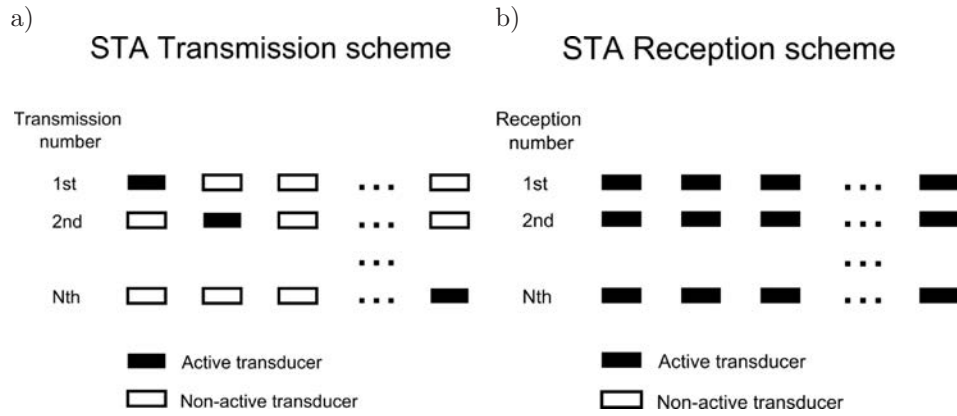 a)
STA Transmission scheme
Transmission
number
1st
...
2nd
...
...
Nth
...
Active transducer
Non-active transducer
b)
STA Reception scheme
Reception
number
1st
...
2nd
...
...
Nth
...
Active transducer
Non-active transducer